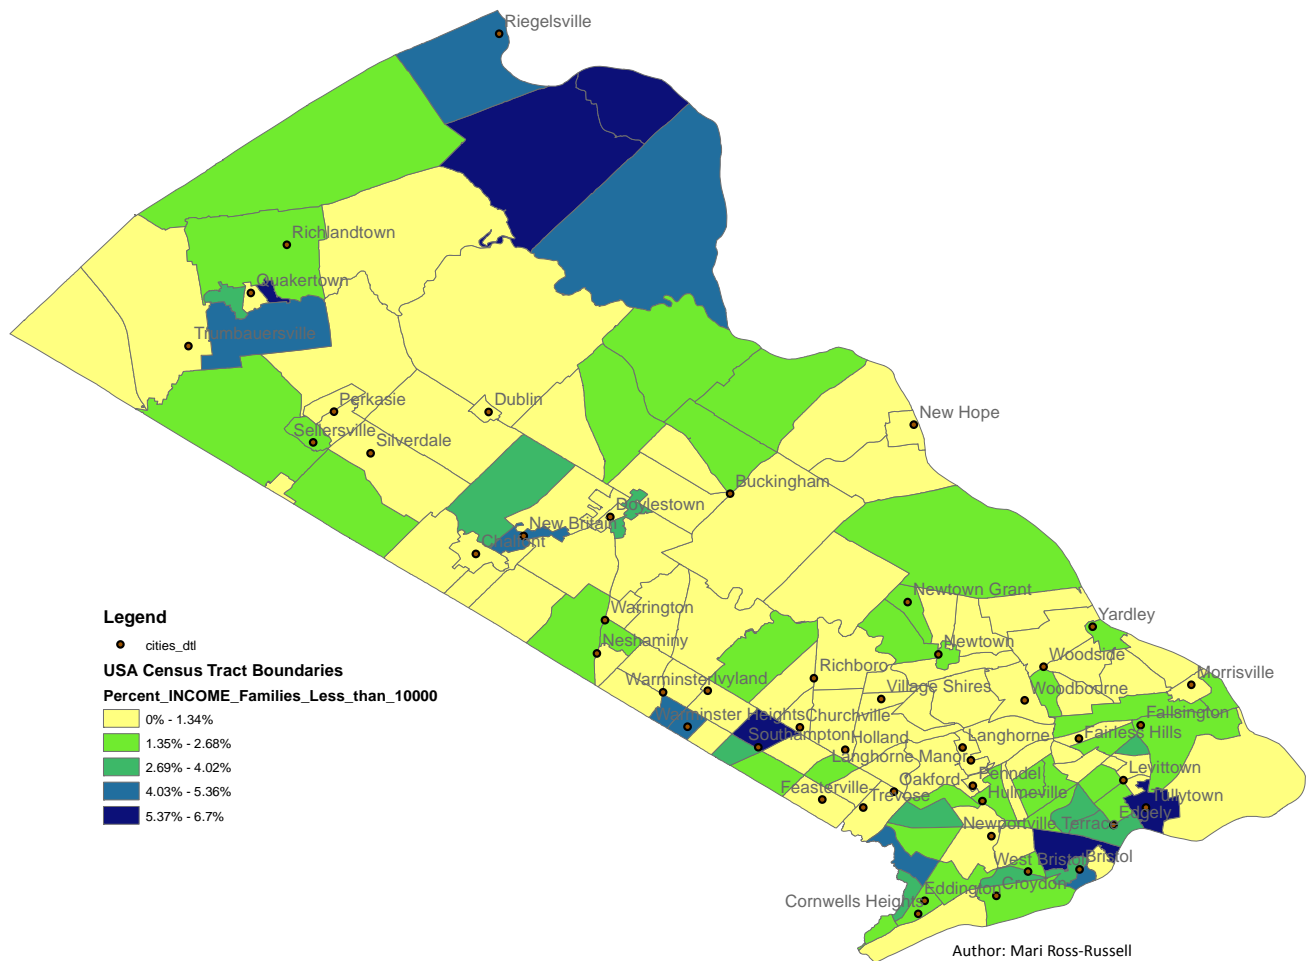 Riegelsville
Richlandtown
Quakertown
Trumbauersville
Perkasie
Dublin
New Hope
Sellersville
Silverdale
Buckingham
Doylestown
New Britain
Chalfont
Newtown Grant
Warrington
Yardley
Legend
cities_dtl
Neshaminy
Newtown
Woodside
USA Census Tract Boundaries
Richboro
Morrisville
Warminster
Ivyland
Village Shires
Woodbourne
Percent_INCOME_Families_Less_than_10000
0% - 1.34%
Warminster Heights
Churchville
Fallsington
1.35% - 2.68%
Southampton
Holland
Langhorne
Fairless Hills
Langhorne Manor
2.69% - 4.02%
Levittown
Oakford
Penndel
4.03% - 5.36%
Feasterville
Trevose
Hulmeville
Tullytown
5.37% - 6.7%
Edgely
Newportville Terrace
West Bristol
Bristol
Eddington
Croydon
Cornwells Heights
Author: Mari Ross-Russell